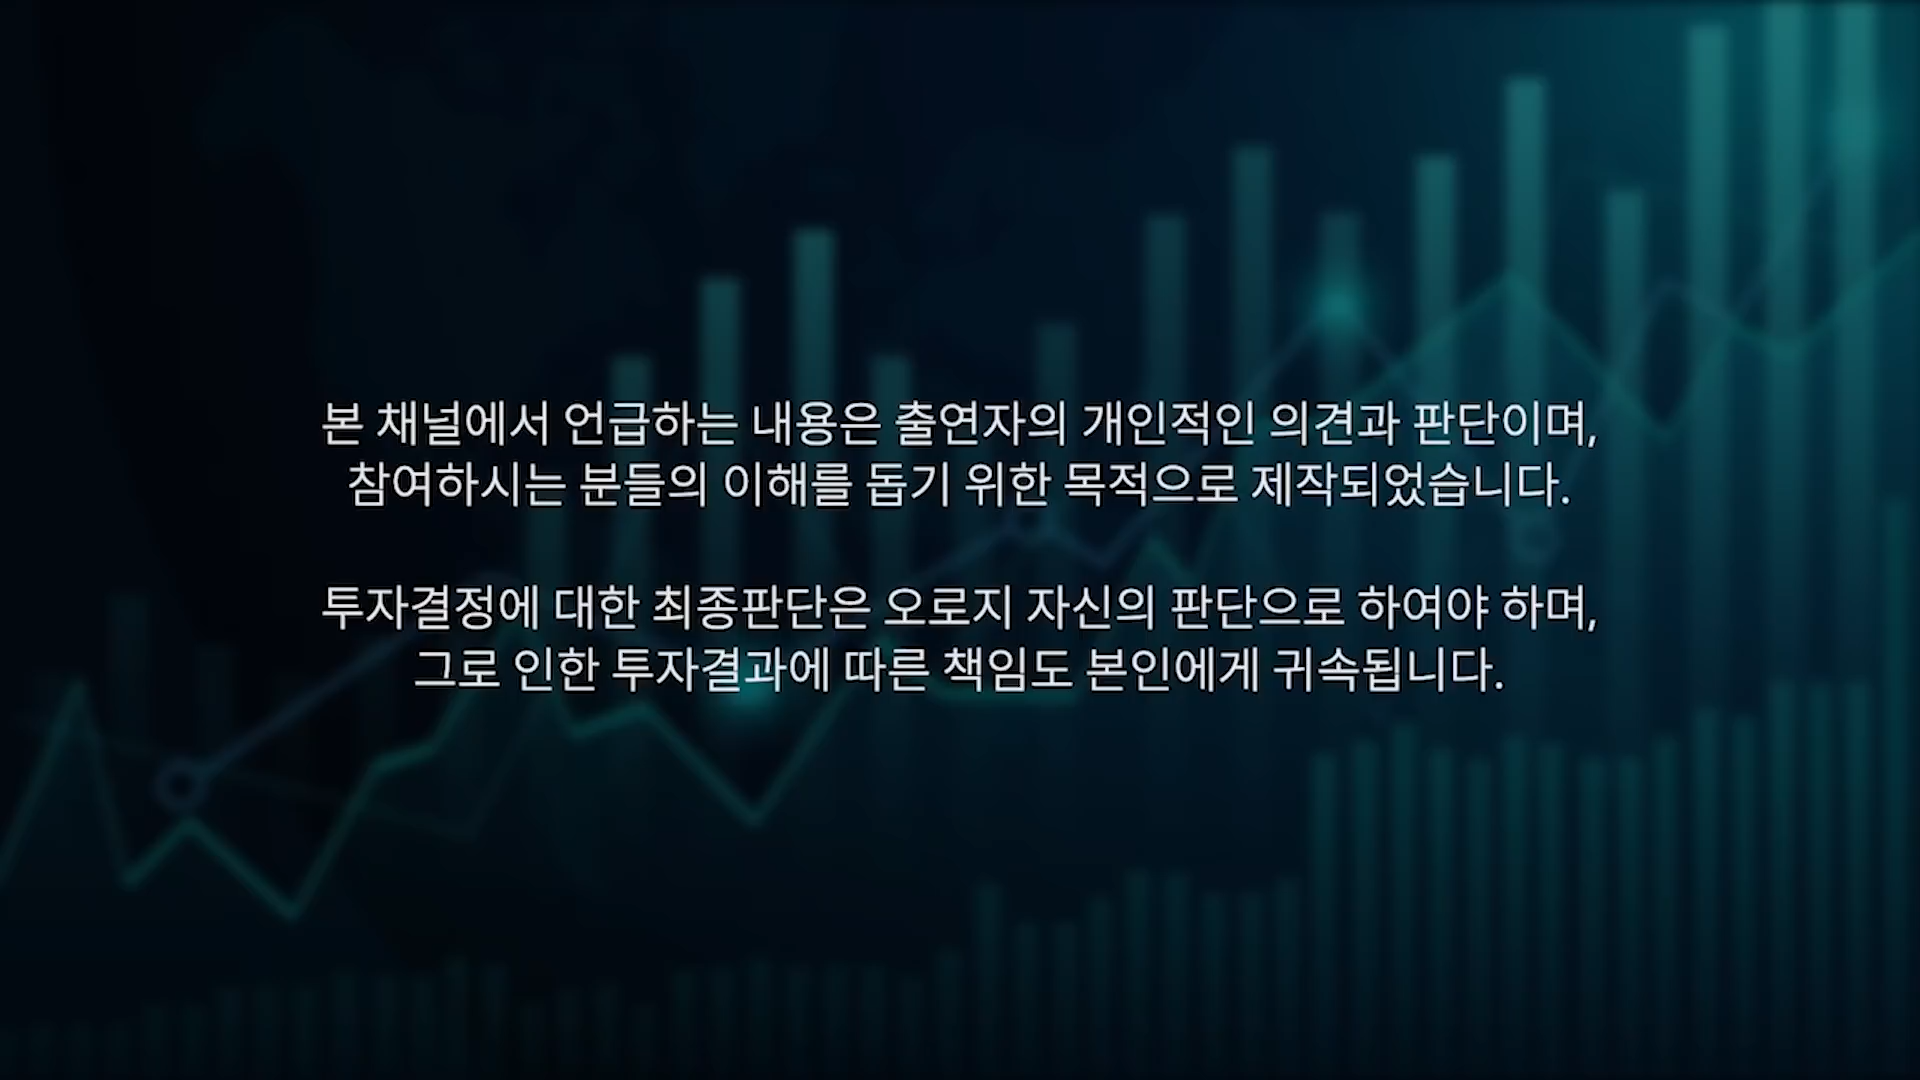 본 채널에서 언급하는 내용은 출연자의 개인적인 의견과 판단이며,
참여하시는 분들의 이해를 돕기 위한 목적으로 제작되었습니다.
투자결정에 대한 최종판단은 오로지 자신의 판단으로 하여야 하며,
그로 인한 투자결과에 따른 책임도 본인에게 귀속됩니다.